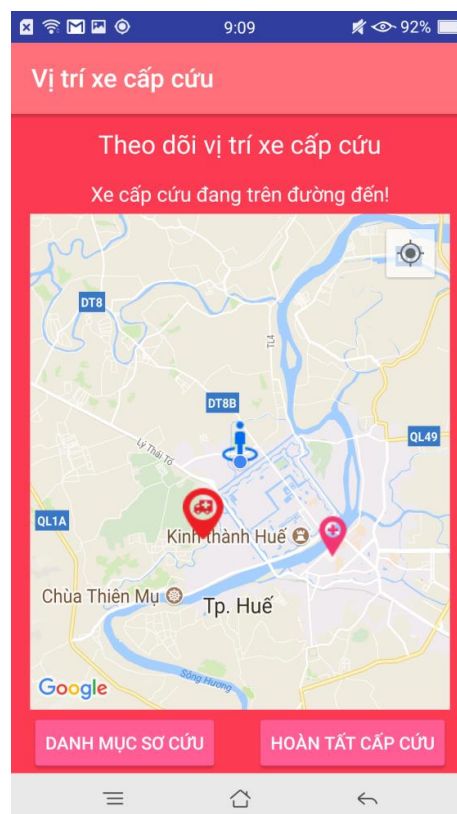 9:09
92%
Vị trí xe cấp cứu
Theo dõi vị trí xe cấp cứu
Xe cấp cứu đang trên đường đến!
DT8
TL4
DT8B
QL49
Lý Thái Tổ
QL1A
Kinh thành Huế
Chùa Thiên Mụ
Tp. Huế
Sông Hương
Google
DANH MỤC SƠ CỨU
HOÀN TẤT CẤP CỨU